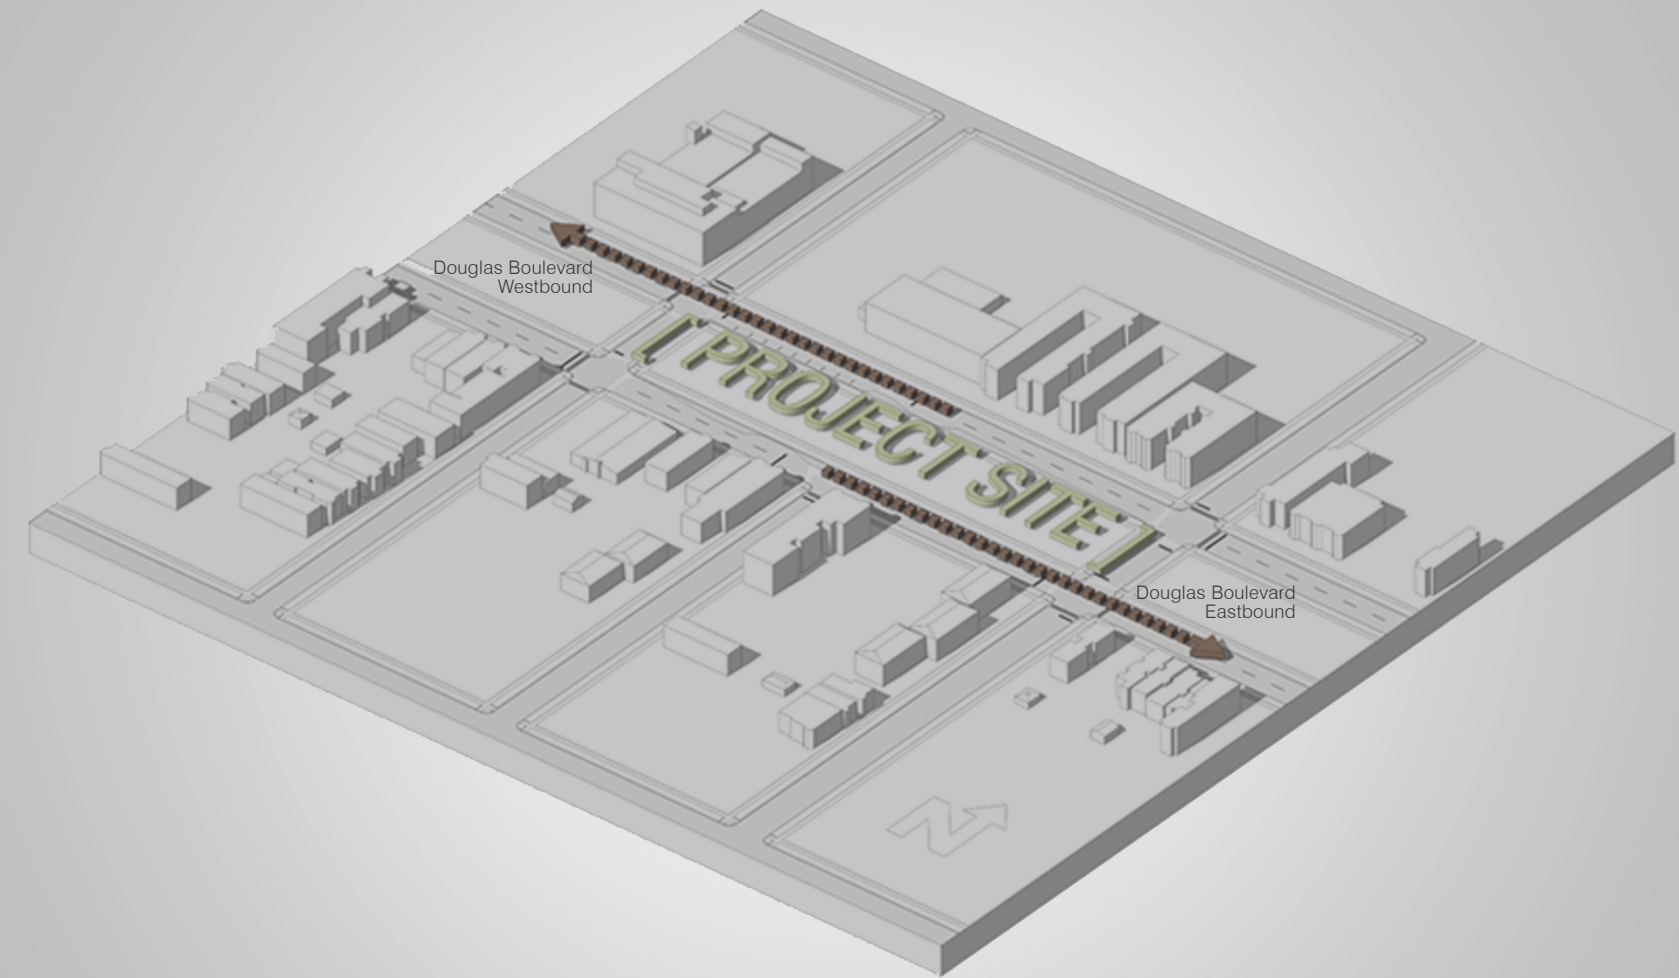 Douglas Boulevard
Westbound
[ PROJECT SITE ]
Douglas Boulevard
Eastbound
N